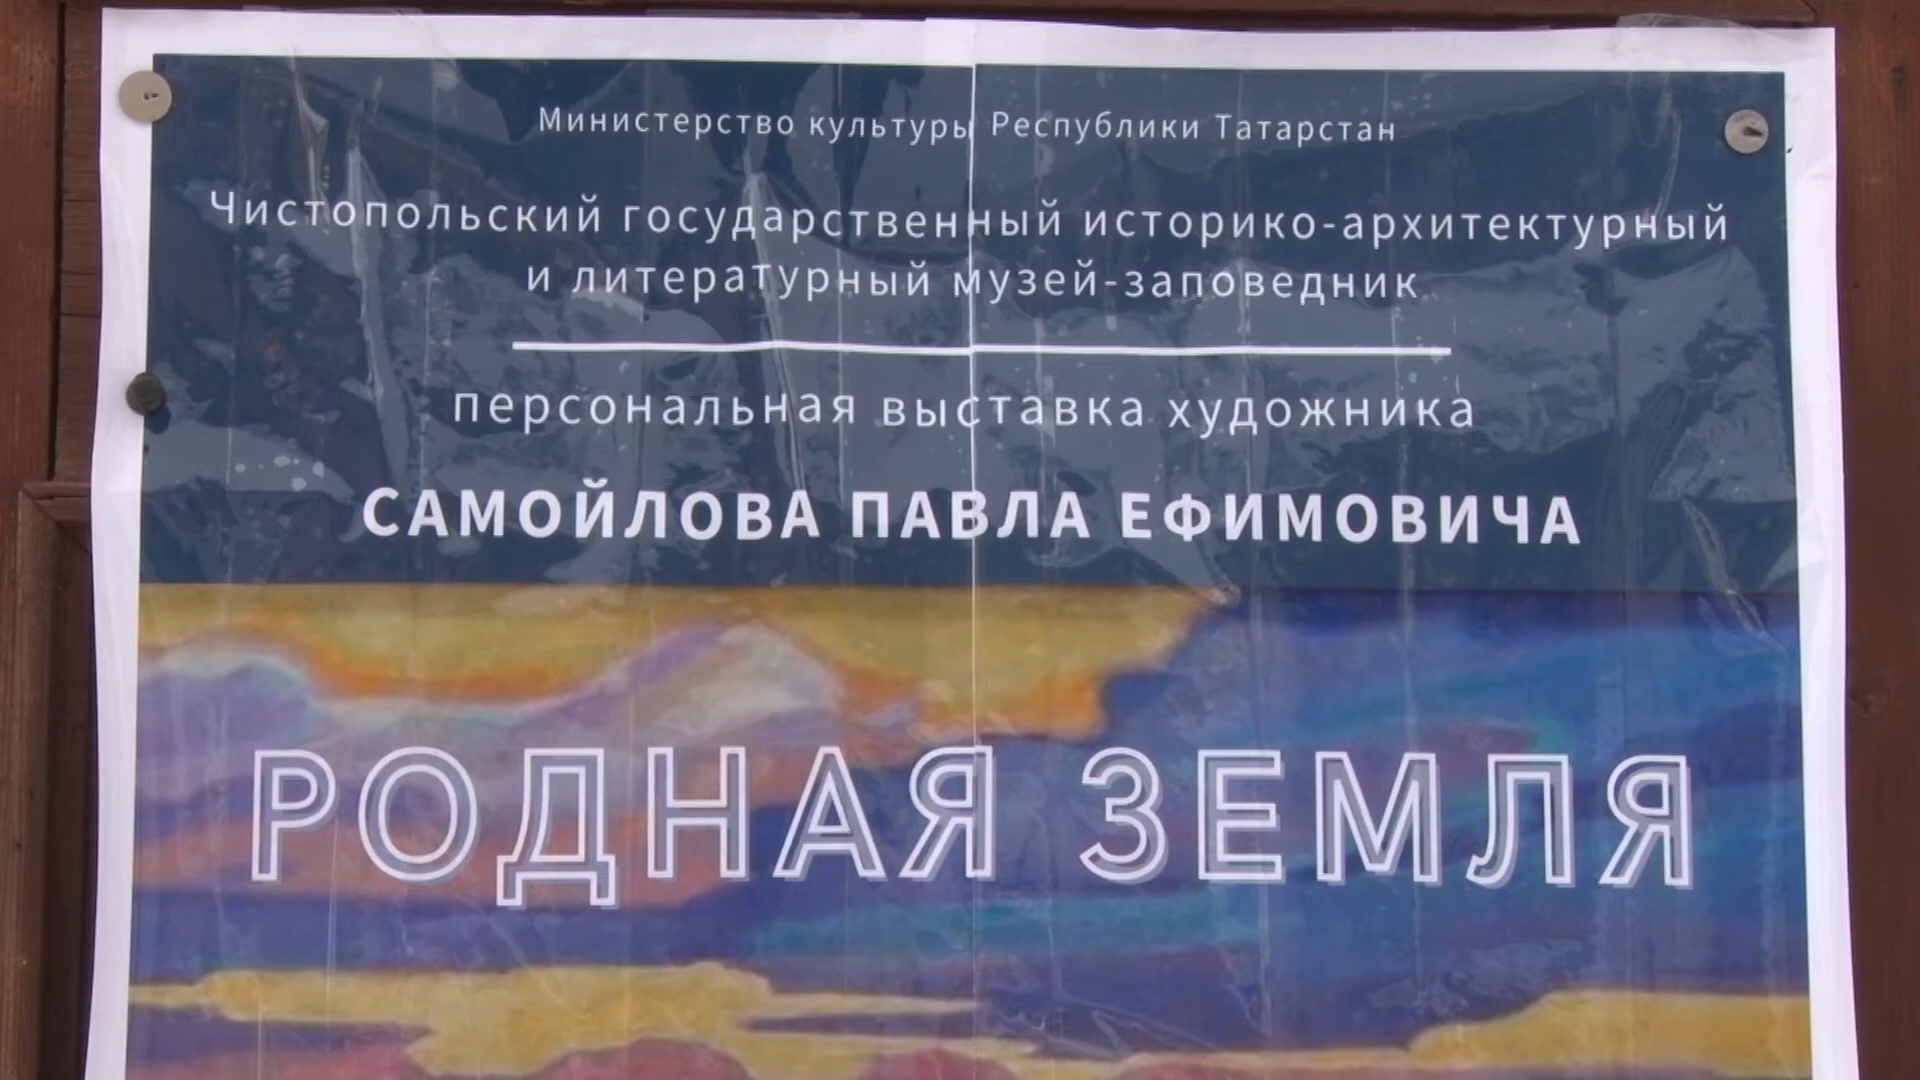 Министерство культуры Республики Татарстан
Чистопольский государственный историко-архитектурный
и литературный музей-заповедник
персональная выставка художника
САМОЙЛОВА ПАВЛА ЕФИМОВИЧА
РОДНАЯ ЗЕМЛЯ